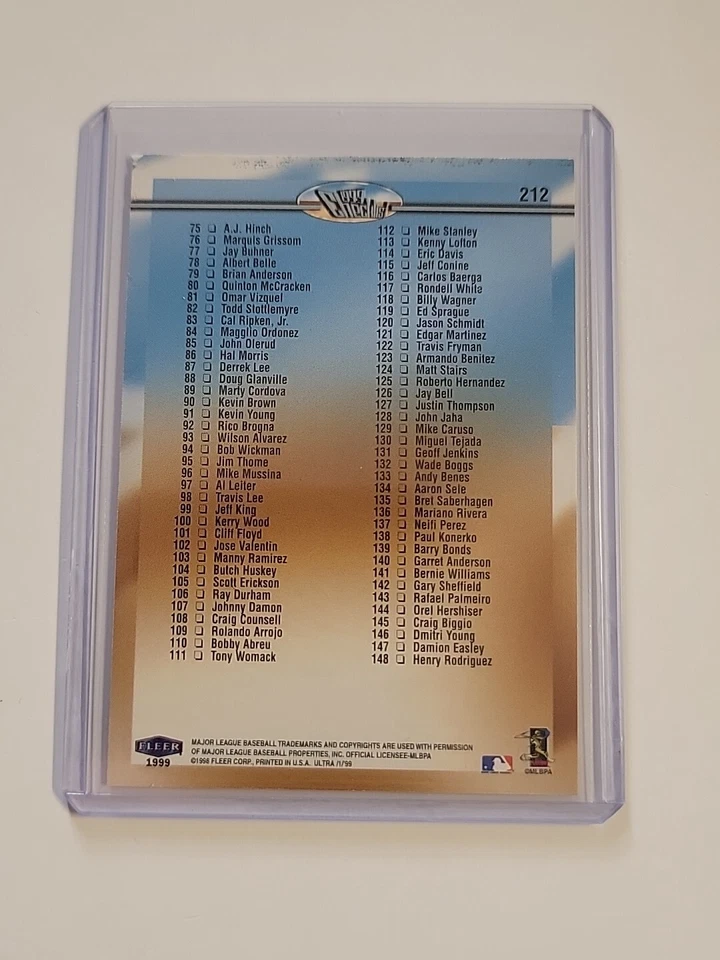 212
1999
Checklist
75 ❏ A.J. Hinch
76 ❏ Marquis Grissom
77 ❏ Jay Buhner
78 ❏ Albert Belle
79 ❏ Brian Anderson
80 ❏ Quinton McCracken
81 ❏ Omar Vizquel
82 ❏ Todd Stottlemyre
83 ❏ Cal Ripken, Jr.
84 ❏ Magglio Ordonez
85 ❏ John Olerud
86 ❏ Hal Morris
87 ❏ Derrek Lee
88 ❏ Doug Glanville
89 ❏ Marty Cordova
90 ❏ Kevin Brown
91 ❏ Kevin Young
92 ❏ Rico Brogna
93 ❏ Wilson Alvarez
94 ❏ Bob Wickman
95 ❏ Jim Thome
96 ❏ Mike Mussina
97 ❏ Al Leiter
98 ❏ Travis Lee
99 ❏ Jeff King
100 ❏ Kerry Wood
101 ❏ Cliff Floyd
102 ❏ Jose Valentin
103 ❏ Manny Ramirez
104 ❏ Butch Huskey
105 ❏ Scott Erickson
106 ❏ Ray Durham
107 ❏ Johnny Damon
108 ❏ Craig Counsell
109 ❏ Rolando Arrojo
110 ❏ Bobby Abreu
111 ❏ Tony Womack
112 ❏ Mike Stanley
113 ❏ Kenny Lofton
114 ❏ Eric Davis
115 ❏ Jeff Conine
116 ❏ Carlos Baerga
117 ❏ Rondell White
118 ❏ Billy Wagner
119 ❏ Ed Sprague
120 ❏ Jason Schmidt
121 ❏ Edgar Martinez
122 ❏ Travis Fryman
123 ❏ Armando Benitez
124 ❏ Matt Stairs
125 ❏ Roberto Hernandez
126 ❏ Jay Bell
127 ❏ Justin Thompson
128 ❏ John Jaha
129 ❏ Mike Caruso
130 ❏ Miguel Tejada
131 ❏ Geoff Jenkins
132 ❏ Wade Boggs
133 ❏ Andy Benes
134 ❏ Aaron Sele
135 ❏ Bret Saberhagen
136 ❏ Mariano Rivera
137 ❏ Neifi Perez
138 ❏ Paul Konerko
139 ❏ Barry Bonds
140 ❏ Garret Anderson
141 ❏ Bernie Williams
142 ❏ Gary Sheffield
143 ❏ Rafael Palmeiro
144 ❏ Orel Hershiser
145 ❏ Craig Biggio
146 ❏ Dmitri Young
147 ❏ Damion Easley
148 ❏ Henry Rodriguez
FLEER
1999
MAJOR LEAGUE BASEBALL TRADEMARKS AND COPYRIGHTS ARE USED WITH PERMISSION
OF MAJOR LEAGUE BASEBALL PROPERTIES, INC. OFFICIAL LICENSEE-MLBPA
©1998 FLEER CORP., PRINTED IN U.S.A. ULTRA /1/'99
©MLBPA